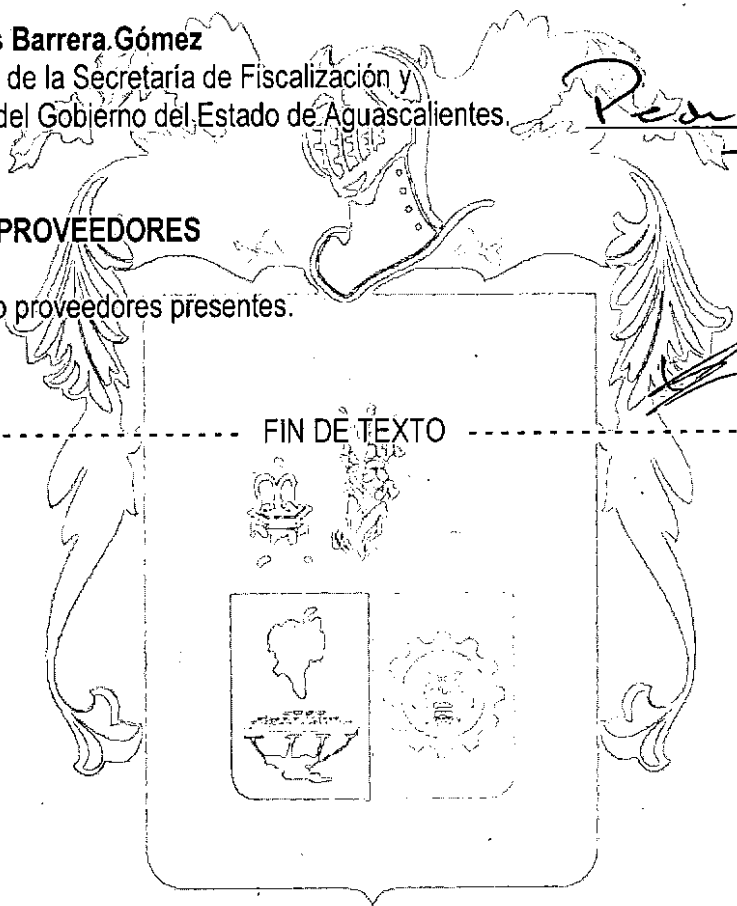 s Barrera Gómez
de la Secretaría de Fiscalización y
del Gobierno del Estado de Aguascalientes.
PROVEEDORES
o proveedores presentes.
FIN DE TEXTO